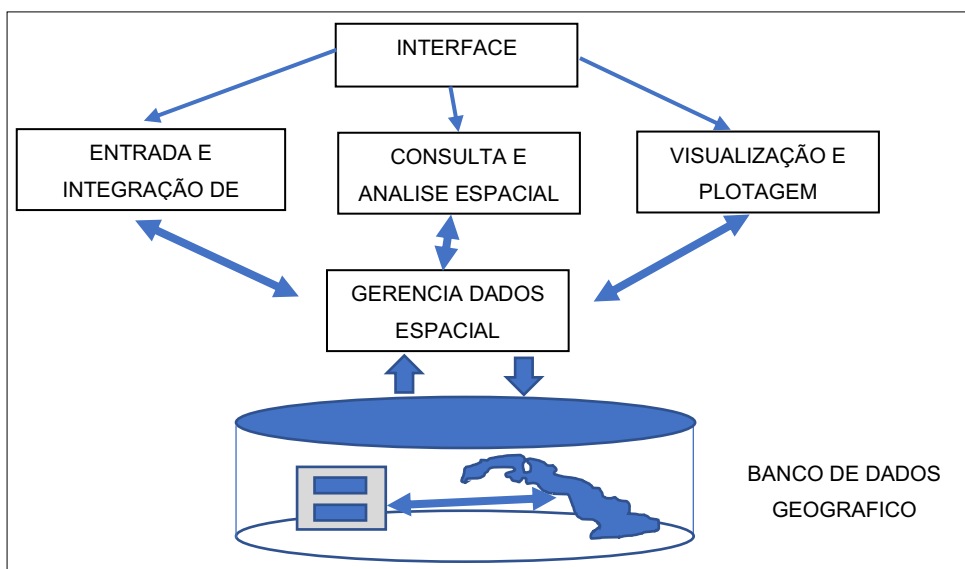 INTERFACE
ENTRADA E
INTEGRAÇÃO DE
CONSULTA E
ANALISE ESPACIAL
VISUALIZAÇÃO E
PLOTAGEM
GERENCIA DADOS
ESPACIAL
BANCO DE DADOS
GEOGRAFICO